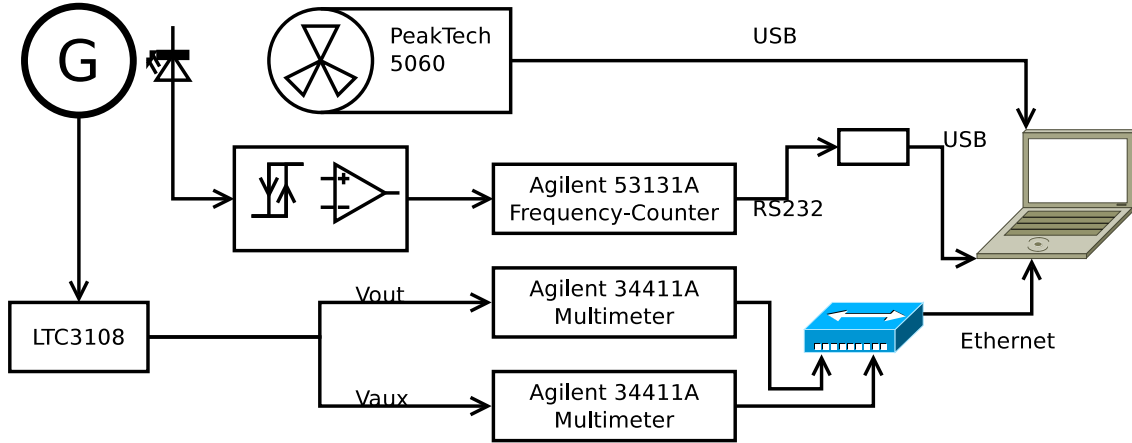 G
PeakTech
5060
USB
USB
Agilent 53131A
Frequency-Counter
RS232
Vout
Agilent 34411A
Multimeter
LTC3108
Ethernet
Vaux
Agilent 34411A
Multimeter